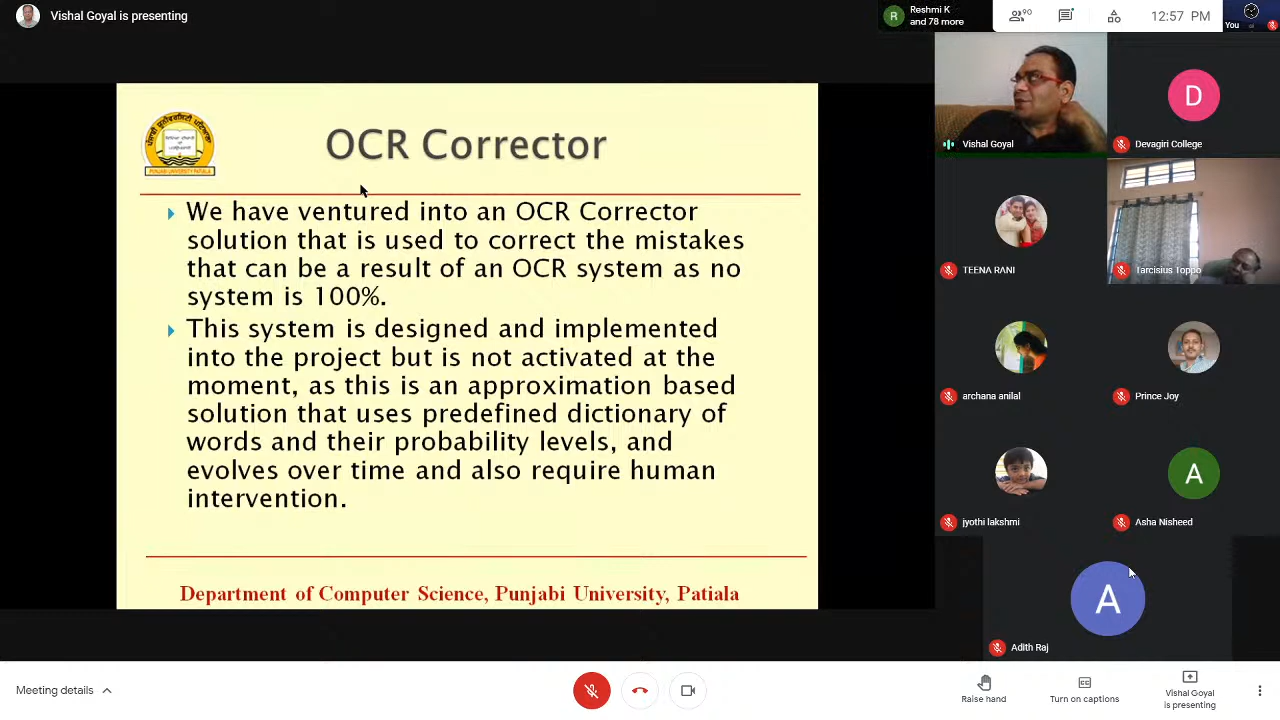 Vishal Goyal is presenting
R
Reshmi K
and 78 more
90
12:57 PM
You
PUNJABI UNIVERSITY PATIALA
OCR Corrector
We have ventured into an OCR Corrector
solution that is used to correct the mistakes
that can be a result of an OCR system as no
system is 100%.
This system is designed and implemented
into the project but is not activated at the
moment, as this is an approximation based
solution that uses predefined dictionary of
words and their probability levels, and
evolves over time and also require human
intervention.
Department of Computer Science, Punjabi University, Patiala
Vishal Goyal
D
Devagiri College
TEENA RANI
Tarcisius Toppo
archana anilal
Prince Joy
jyothi lakshmi
A
Asha Nisheed
A
Adith Raj
Meeting details
Raise hand
Turn on captions
Vishal Goyal
is presenting